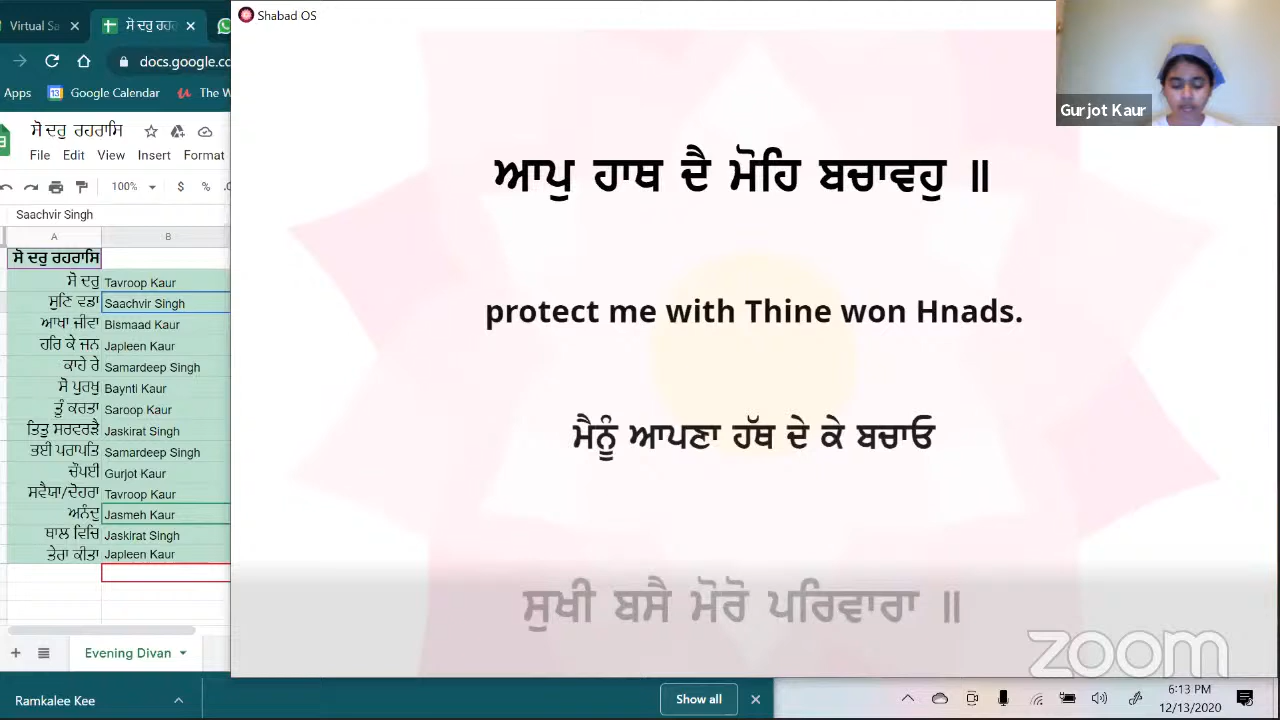 Virtual Sa
ਸੋ ਦਰੁ ਰਹਰ
Shabad OS
docs.google.co
Apps
Google Calendar
The W
ਸੋ ਦਰੁ ਰਹਰਾਸਿ
File Edit View Insert Format
100% $ % .0
Saachvir Singh
A B
ਸੋ ਦਰੁ ਰਹਰਾਸਿ
ਸੋ ਦਰੁ Tavroop Kaur
ਸੁਣਿ ਵਡਾ Saachvir Singh
ਆਖਾ ਜੀਵਾ BIsmaad Kaur
ਹਰਿ ਕੇ ਜਨ Japleen Kaur
ਕਾਹੇ ਰੇ Samardeep Singh
ਸੋ ਪੁਰਖੁ Baynti Kaur
ਤੂੰ ਕਰਤਾ Saroop Kaur
ਤਿਤੁ ਸਰਵਰੜੈ Jaskirat Singh
ਭਈ ਪਰਾਪਤਿ Samardeep Singh
ਚੌਪਈ Gurjot Kaur
ਸਵੈਯਾ/ਦੋਹਰਾ Tavroop Kaur
ਅਨੰਦੁ Jasmeh Kaur
ਥਾਲ ਵਿਚਿ Jaskirat Singh
ਤੇਰਾ ਕੀਤਾ Japleen Kaur
Evening Divan
Gurjot Kaur
ਆਪੁ ਹਾਥ ਦੈ ਮੋਹਿ ਬਚਾਵਹੁ ॥
protect me with Thine won Hnads.
ਮੈਨੂੰ ਆਪਣਾ ਹੱਥ ਦੇ ਕੇ ਬਚਾਓ
ਸੁਖੀ ਬਸੈ ਮੋਰੋ ਪਰਿਵਾਰਾ ॥
zoom
Ramkalee Kee
Show all
6:13 PM
12/13/2020